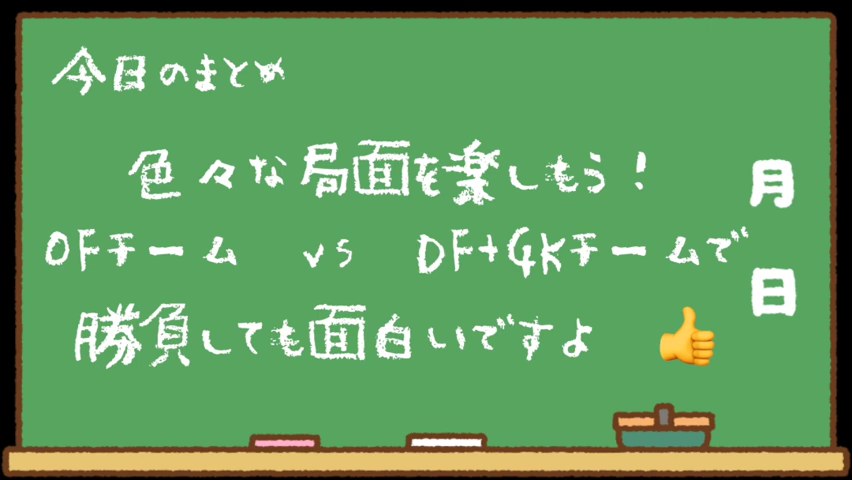 今日のまとめ
色々な局面を楽しもう！
OFチーム vs DF+GKチームで
勝負しても面白いですよ👍
月
日